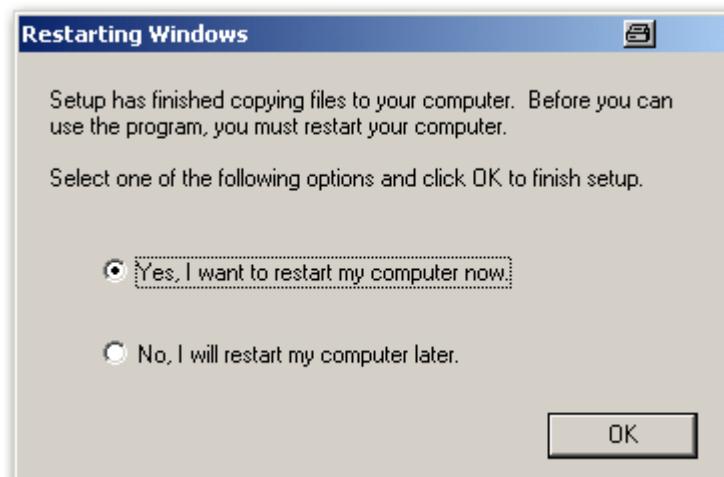 Restarting Windows
Setup has finished copying files to your computer.  Before you can
use the program, you must restart your computer.
Select one of the following options and click OK to finish setup.
Yes, I want to restart my computer now.
No, I will restart my computer later.
OK